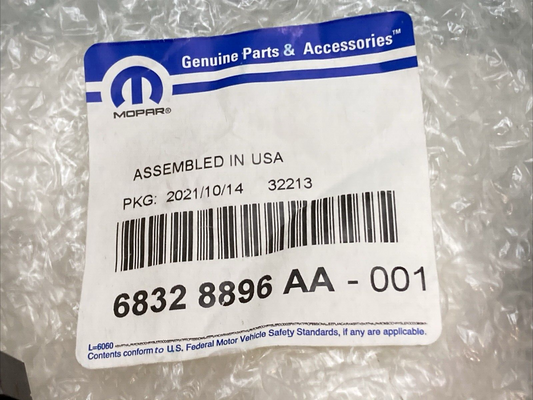 Genuine Parts & Accessories™
MOPAR®
ASSEMBLED IN USA
PKG: 2021/10/14 32213
6832 8896 AA - 001
L=6060
Contents conform to U.S. Federal Motor Vehicle Safety Standards, if any are applicable.